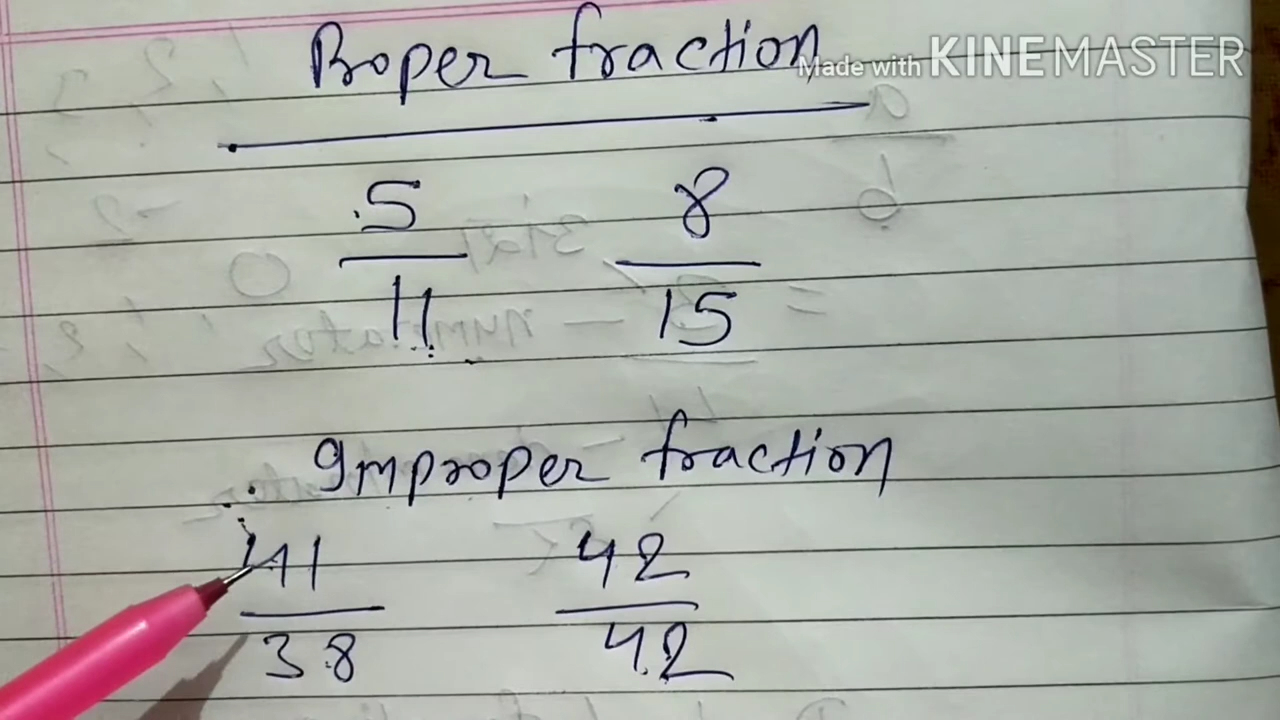 Proper fraction
Made with KINEMASTER
5 8
11 15
Improper fraction
41 42
38 42